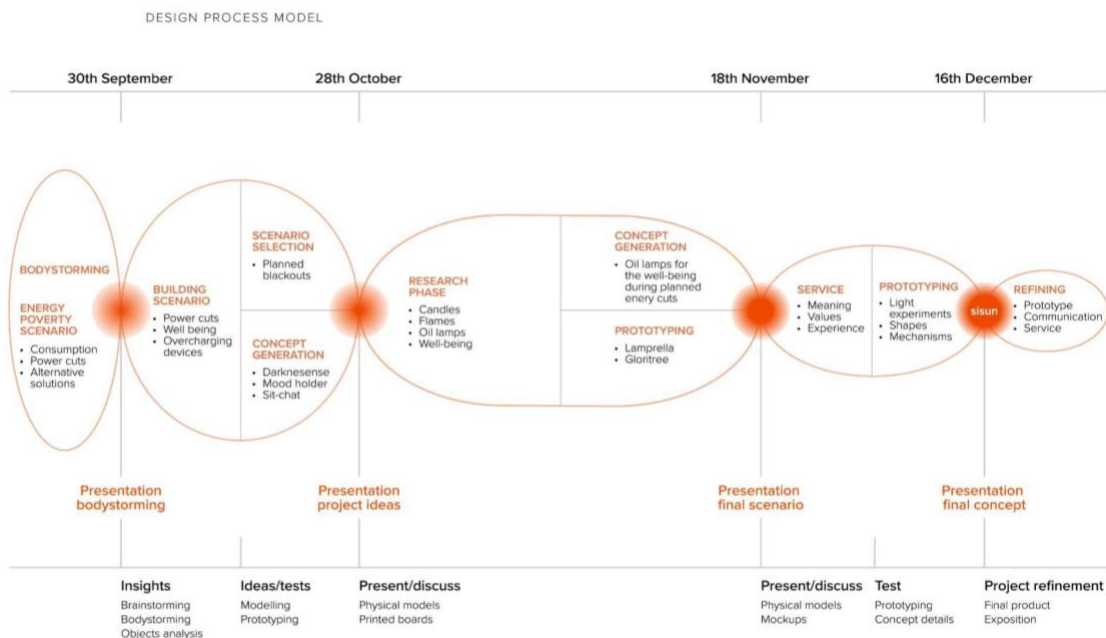 DESIGN PROCESS MODEL
30th September
28th October
18th November
16th December
BODYSTORMING
ENERGY
POVERTY
SCENARIO
• Consumption
• Power cuts
• Alternative
solutions
BUILDING
SCENARIO
• Power cuts
• Well being
• Overcharging
devices
SCENARIO
SELECTION
• Planned
blackouts
CONCEPT
GENERATION
• Darknesense
• Mood holder
• Sit-chat
RESEARCH
PHASE
• Candles
• Flames
• Oil lamps
• Well-being
CONCEPT
GENERATION
• Oil lamps for
the well-being
during planned
enery cuts
PROTOTYPING
• Lamprella
• Gloritree
SERVICE
• Meaning
• Values
• Experience
PROTOTYPING
• Light
experiments
• Shapes
• Mechanisms
sisun
REFINING
• Prototype
• Communication
• Service
Presentation
bodystorming
Presentation
project ideas
Presentation
final scenario
Presentation
final concept
Insights
Brainstorming
Bodystorming
Objects analysis
Ideas/tests
Modelling
Prototyping
Present/discuss
Physical models
Printed boards
Present/discuss
Physical models
Mockups
Test
Prototyping
Concept details
Project refinement
Final product
Exposition